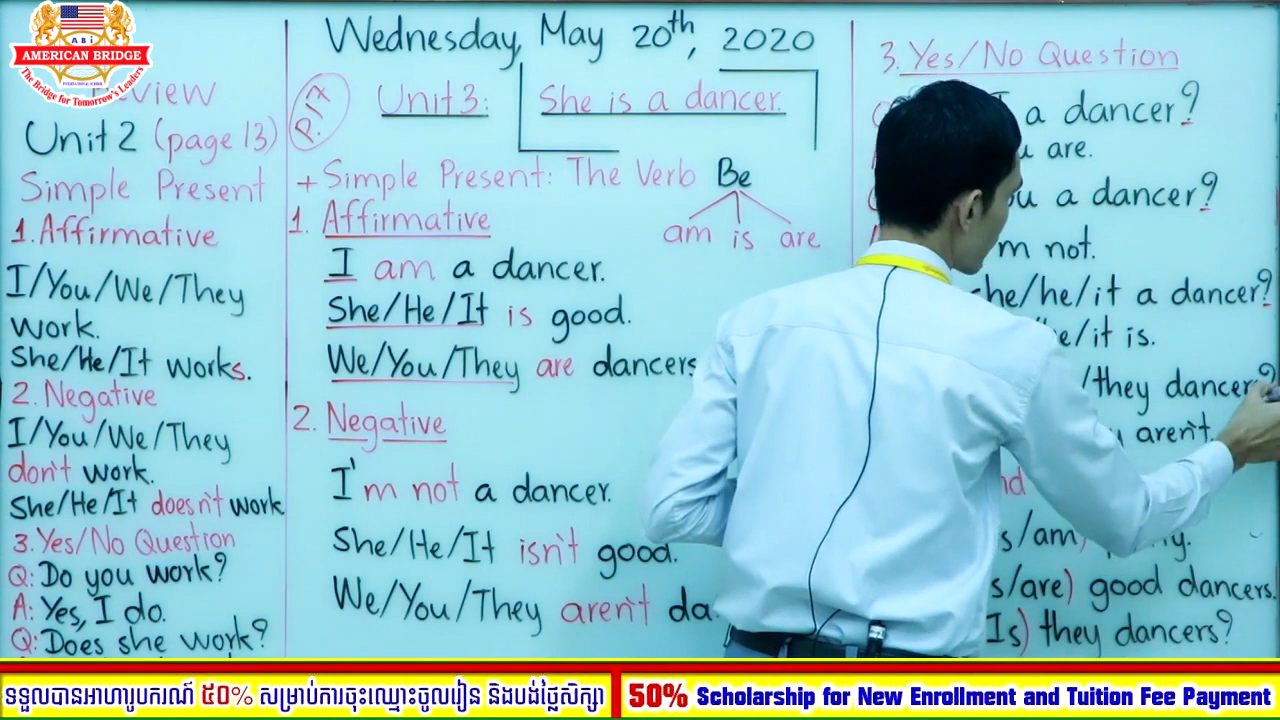 ABi
AMERICAN BRIDGE
INTERNATIONAL SCHOOL
The Bridge for Tomorrow's Leaders
Review
Unit 2 (page 13)
Simple Present
1. Affirmative
I/You/We/They
work.
She/He/It works.
2. Negative
I/You/We/They
don't work.
She/He/It doesn't work
3. Yes/No Question
Q: Do you work?
A: Yes, I do.
Q: Does she work?
Wednesday, May 20th, 2020
P.17
Unit 3: She is a dancer.
+ Simple Present: The Verb Be
am is are
1. Affirmative
I am a dancer.
She/He/It is good.
We/You/They are dancers
2. Negative
I'm not a dancer.
She/He/It isn't good.
We/You/They aren't da
3. Yes/No Question
a dancer?
are.
a dancer?
m not.
she/he/it a dancer?
/it is.
/they dancers?
aren't.
s/am)
s/are) good dancers.
Is) they dancers?
ទទួលបានអាហារូបករណ៍ ៥០% សម្រាប់ការចុះឈ្មោះចូលរៀន និងបង់ថ្លៃសិក្សា
50% Scholarship for New Enrollment and Tuition Fee Payment